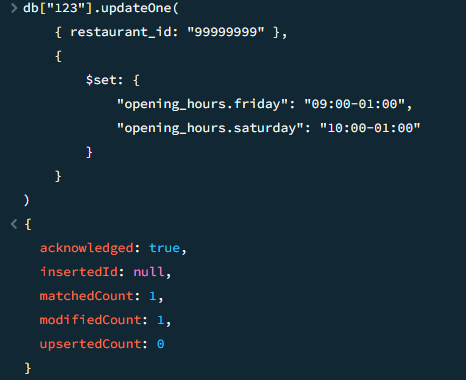 > db["123"].updateOne(
{ restaurant_id: "99999999" },
{
$set: {
"opening_hours.friday": "09:00-01:00",
"opening_hours.saturday": "10:00-01:00"
}
}
)
< {
acknowledged: true,
insertedId: null,
matchedCount: 1,
modifiedCount: 1,
upsertedCount: 0
}